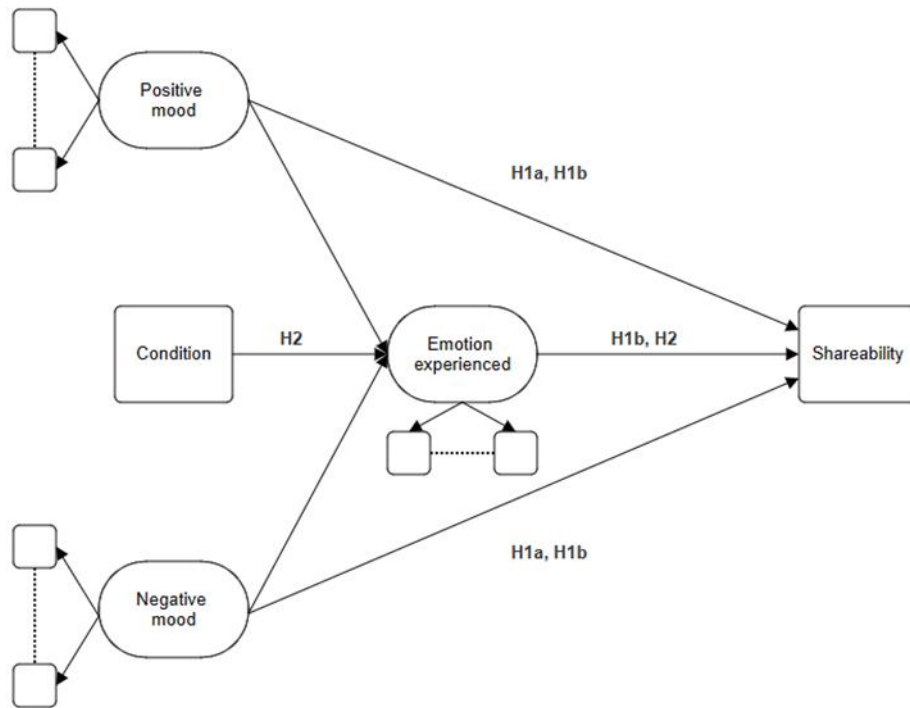 Positive
mood
H1a, H1b
Condition
H2
Emotion
experienced
H1b, H2
Shareability
H1a, H1b
Negative
mood